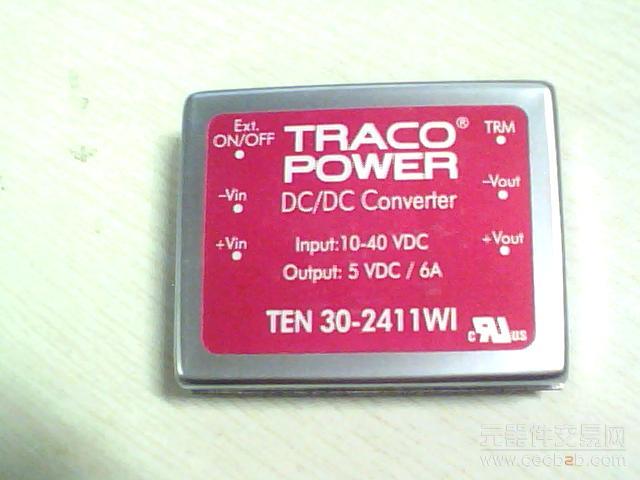 Ext.
ON/OFF
TRACO® TRM
POWER
–Vin –Vout
DC/DC Converter
+Vin +Vout
Input:10-40 VDC
Output: 5 VDC / 6A
TEN 30-2411WI
c RU us
元器件交易网
www.cecb2b.com